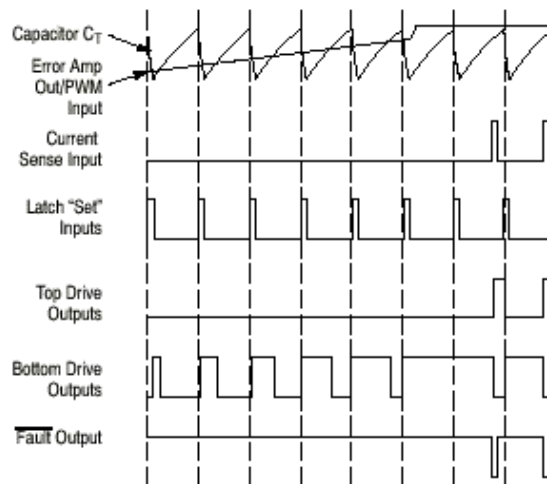 Capacitor CT
Error Amp
Out/PWM
Input
Current
Sense Input
Latch “Set”
Inputs
Top Drive
Outputs
Bottom Drive
Outputs
Fault Output